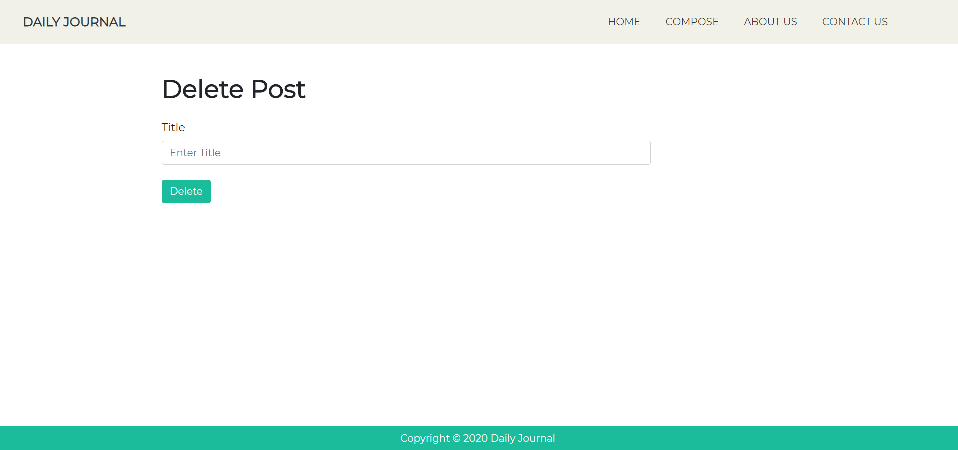 DAILY JOURNAL HOME COMPOSE ABOUT US CONTACT US
Delete Post
Title
Enter Title
Delete
Copyright © 2020 Daily Journal